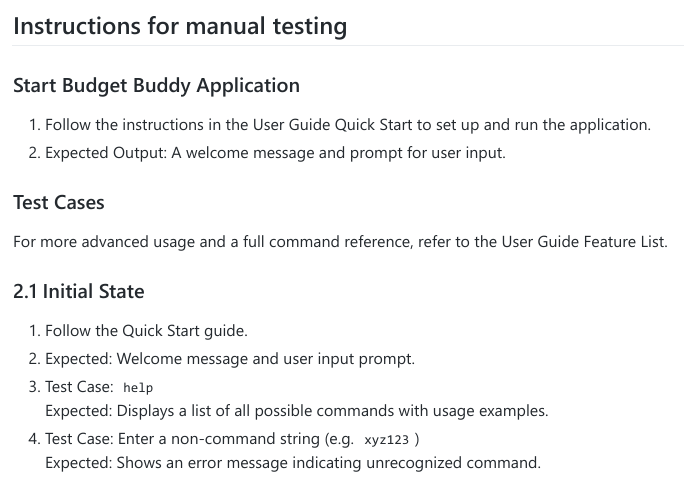 Instructions for manual testing
Start Budget Buddy Application
1. Follow the instructions in the User Guide Quick Start to set up and run the application.
2. Expected Output: A welcome message and prompt for user input.
Test Cases
For more advanced usage and a full command reference, refer to the User Guide Feature List.
2.1 Initial State
1. Follow the Quick Start guide.
2. Expected: Welcome message and user input prompt.
3. Test Case: help
Expected: Displays a list of all possible commands with usage examples.
4. Test Case: Enter a non-command string (e.g. xyz123 )
Expected: Shows an error message indicating unrecognized command.